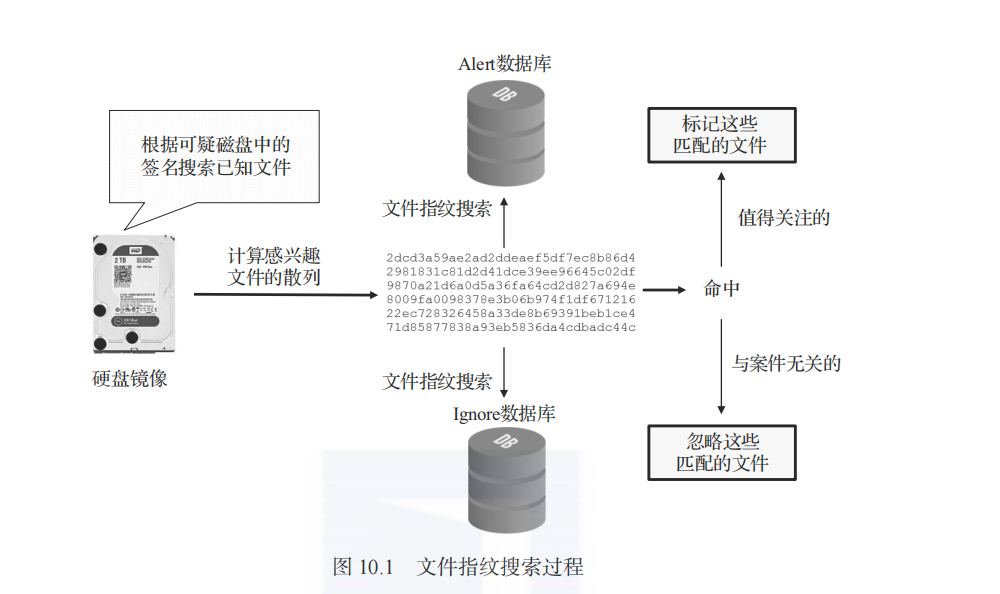 Alert数据库
DB
标记这些
匹配的文件
根据可疑磁盘中的
签名搜索已知文件
文件指纹搜索
值得关注的
计算感兴趣
文件的散列
2dcd3a59ae2ad2ddeaef5df7ec8b86d4
2981831c81d2d41dce39ee96645c02df
9870a21d6a0d5a36fa64cd2d827a694e
8009fa0098378e3b06b974f1df671216
22ec728326458a33de8b69391beb1ce4
71d85877838a93eb5836da4cdbadc44c
命中
WD
2 TB
硬盘镜像
文件指纹搜索
与案件无关的
Ignore数据库
DB
忽略这些
匹配的文件
图 10.1 文件指纹搜索过程